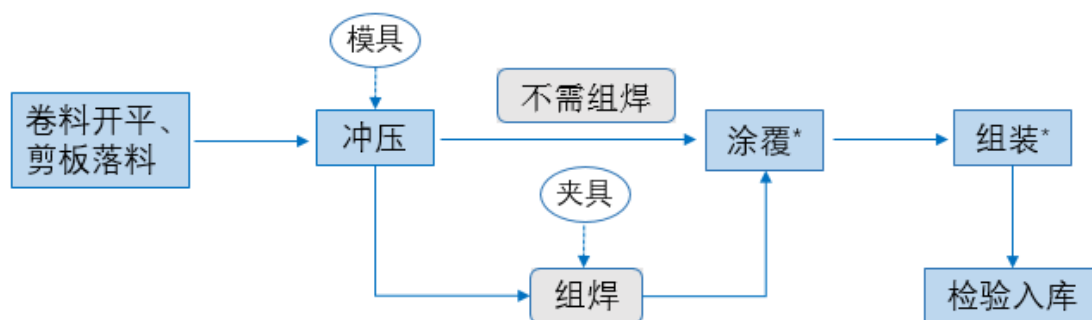 模具
不需组焊
卷料开平、
剪板落料
冲压
涂覆*
组装*
夹具
组焊
检验入库